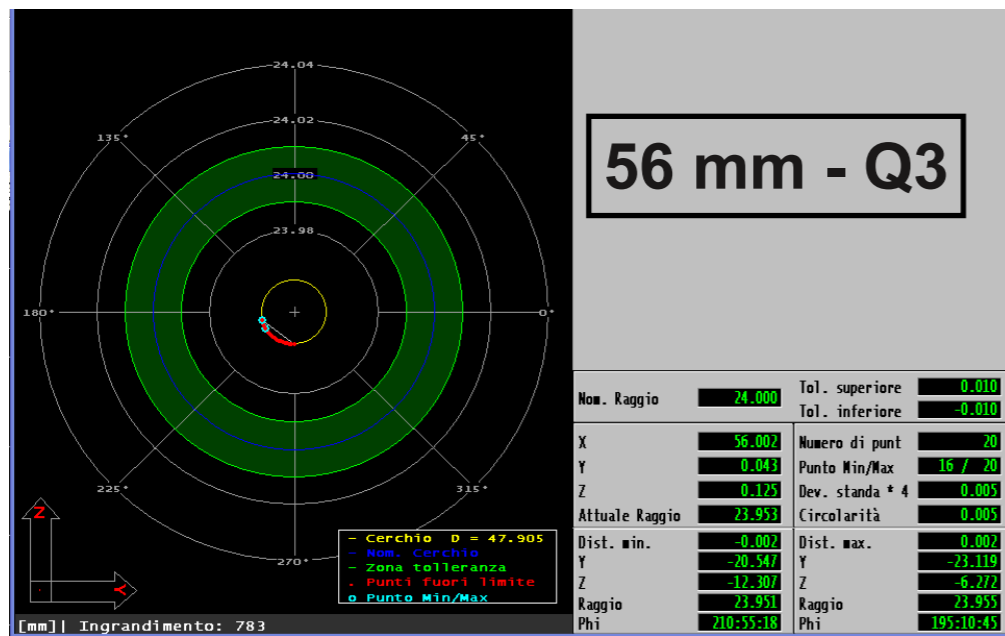 24.04
24.02
135°
45°
24.00
23.98
180°
0°
225°
315°
270°
Z
Y
- Cerchio D = 47.905
- Nom. Cerchio
- Zona tolleranza
. Punti fuori limite
o Punto Min/Max
[mm]| Ingrandimento: 783
56 mm - Q3
Nom. Raggio 24.000
Tol. superiore 0.010
Tol. inferiore -0.010
X 56.002
Y 0.043
Z 0.125
Attuale Raggio 23.953
Numero di punt 20
Punto Min/Max 16 / 20
Dev. standa * 4 0.005
Circolarità 0.005
Dist. min. -0.002
Y -20.547
Z -12.307
Raggio 23.951
Phi 210:55:18
Dist. max. 0.002
Y -23.119
Z -6.272
Raggio 23.955
Phi 195:10:45